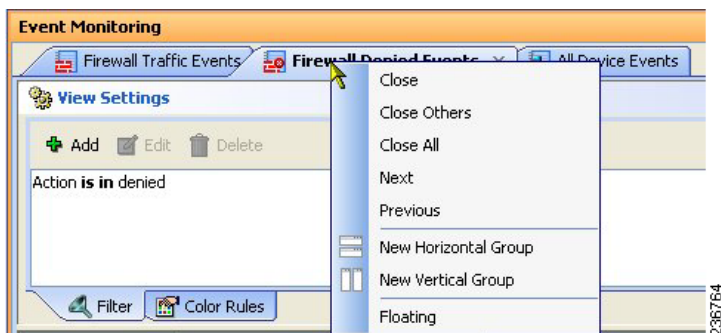 Event Monitoring
Firewall Traffic Events
Firewall Denied Events
All Device Events
View Settings
Add Edit Delete
Action is in denied
Filter Color Rules
Close
Close Others
Close All
Next
Previous
New Horizontal Group
New Vertical Group
Floating
236764